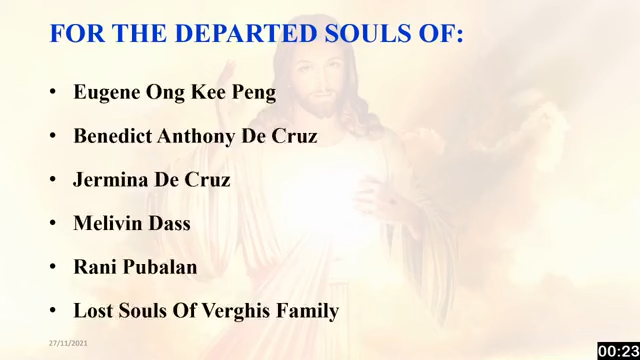 FOR THE DEPARTED SOULS OF:
• Eugene Ong Kee Peng
• Benedict Anthony De Cruz
• Jermina De Cruz
• Melivin Dass
• Rani Pubalan
• Lost Souls Of Verghis Family
27/11/2021
00:23